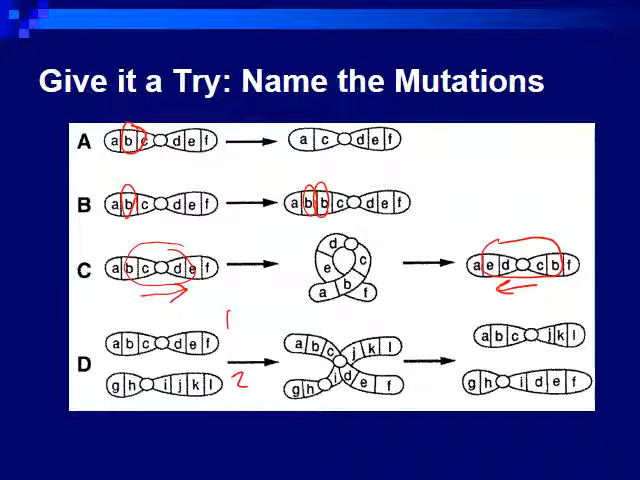 Give it a Try: Name the Mutations
A a b c d e f a c d e f
B a b c d e f a b b c d e f
C a b c d e f d e c a b f a e d c b f
1
a b c d e f a b c j k l a b c j k l
D
g h i j k l 2 g h i d e f g h i d e f